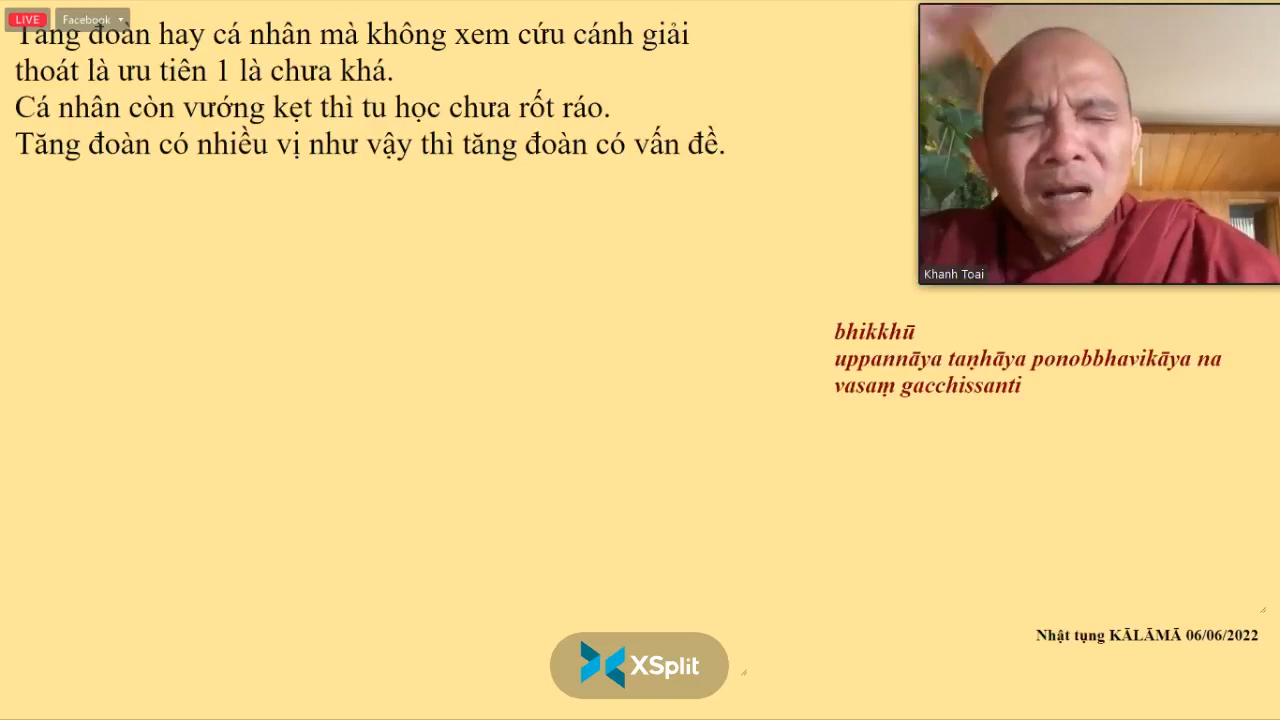 LIVE
Facebook
Tăng đoàn hay cá nhân mà không xem cứu cánh giải
thoát là ưu tiên 1 là chưa khá.
Cá nhân còn vướng kẹt thì tu học chưa rốt ráo.
Tăng đoàn có nhiều vị như vậy thì tăng đoàn có vấn đề.
Khanh Toai
bhikkhū
uppannāya taṇhāya ponobbhavikāya na
vasaṃ gacchissanti
Nhật tụng KĀLĀMĀ 06/06/2022
XSplit